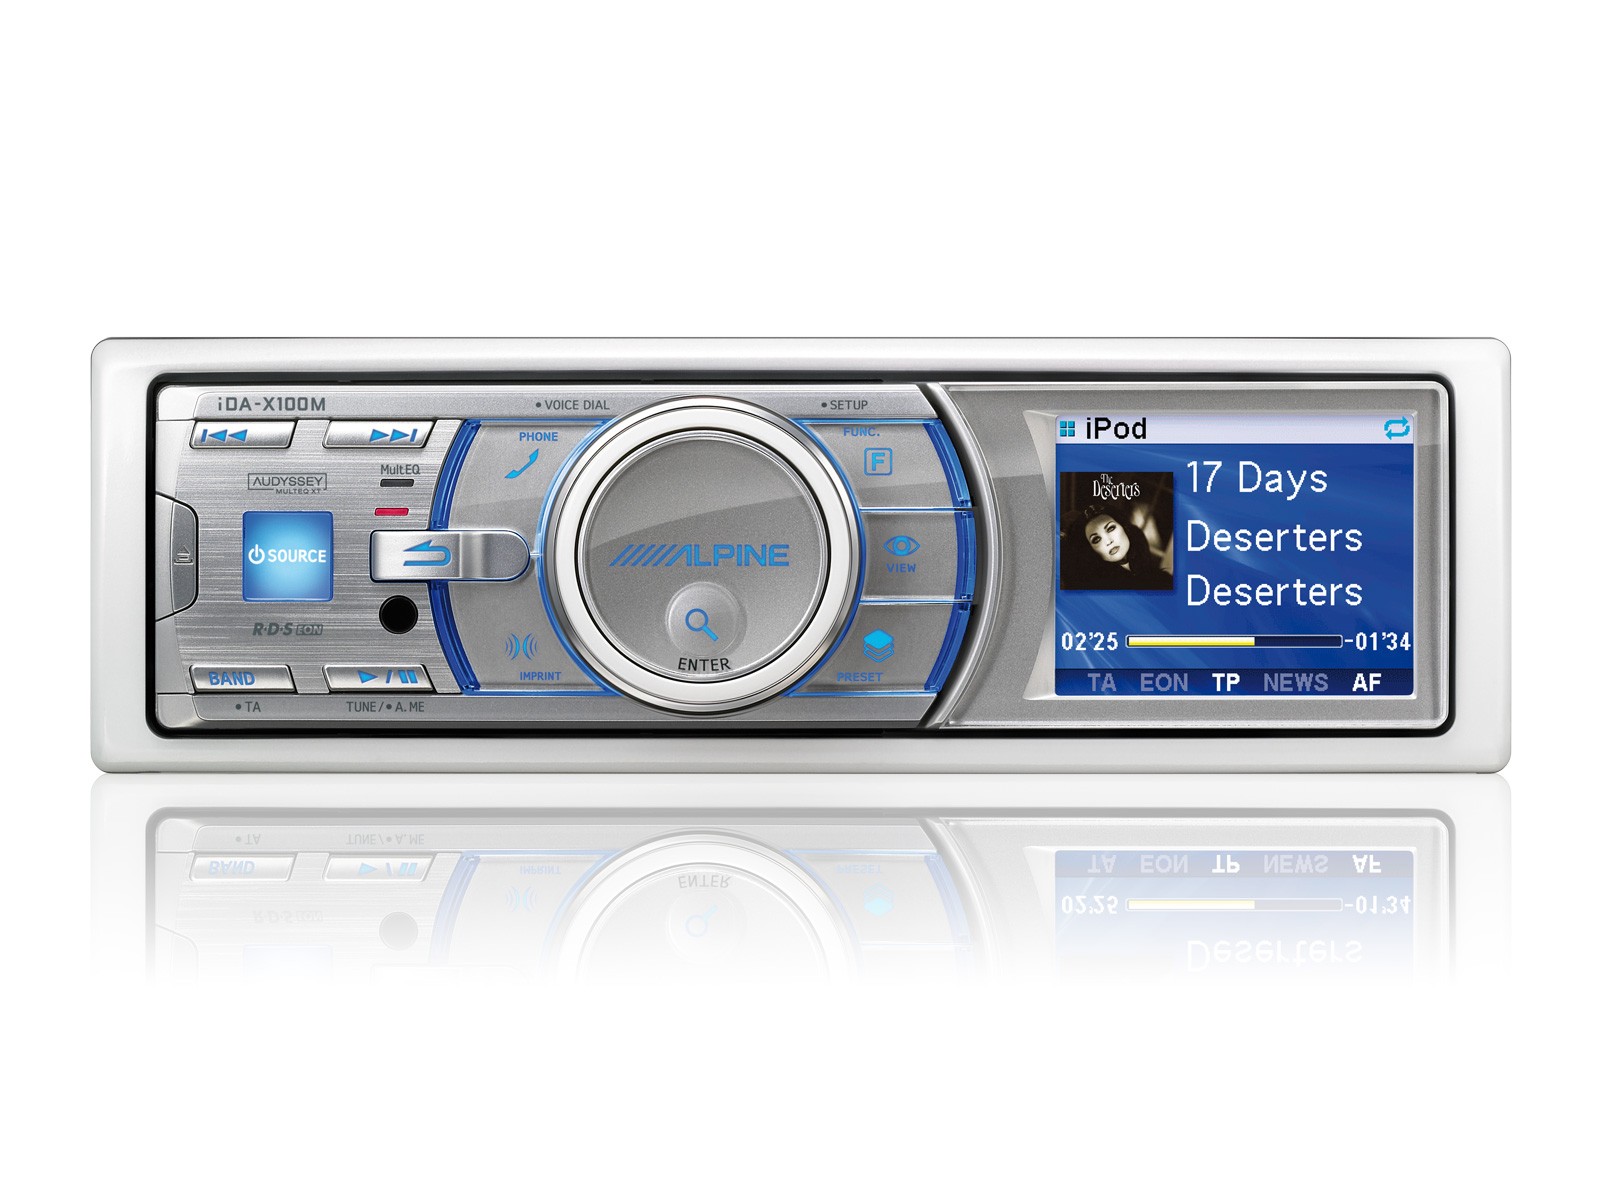 iDA-X100M
VOICE DIAL
SETUP
PHONE
FUNC.
F
MultEQ
AUDYSSEY
MULTEQ XT
SOURCE
ALPINE
VIEW
R·D·S EON
IMPRINT
ENTER
PRESET
BAND
TA
TUNE/•A.ME
iPod
The
Deserters
17 Days
Deserters
Deserters
02'25
-01'34
TA EON TP NEWS AF